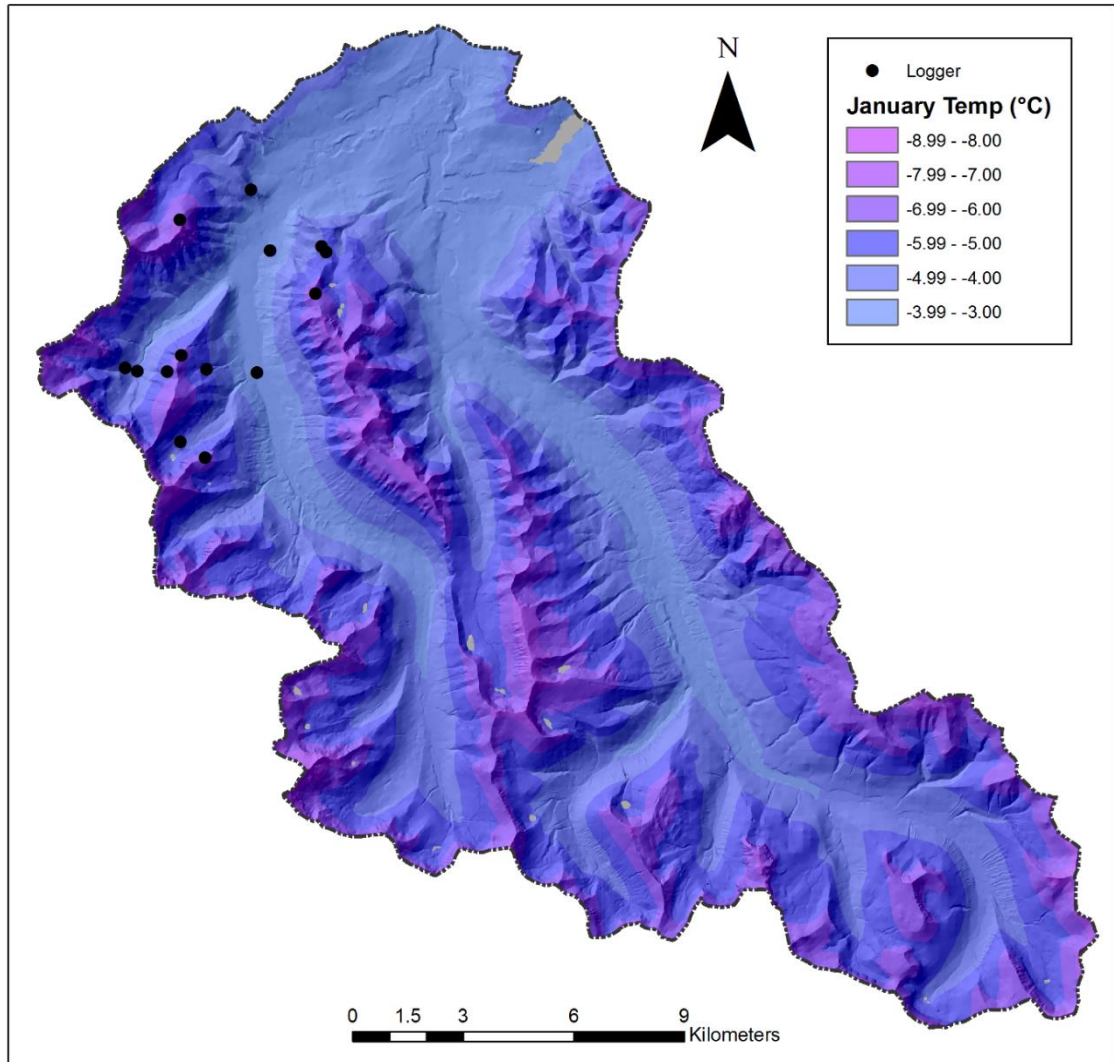 N
Logger
January Temp (°C)
-8.99 - -8.00
-7.99 - -7.00
-6.99 - -6.00
-5.99 - -5.00
-4.99 - -4.00
-3.99 - -3.00
0 1.5 3 6 9
Kilometers